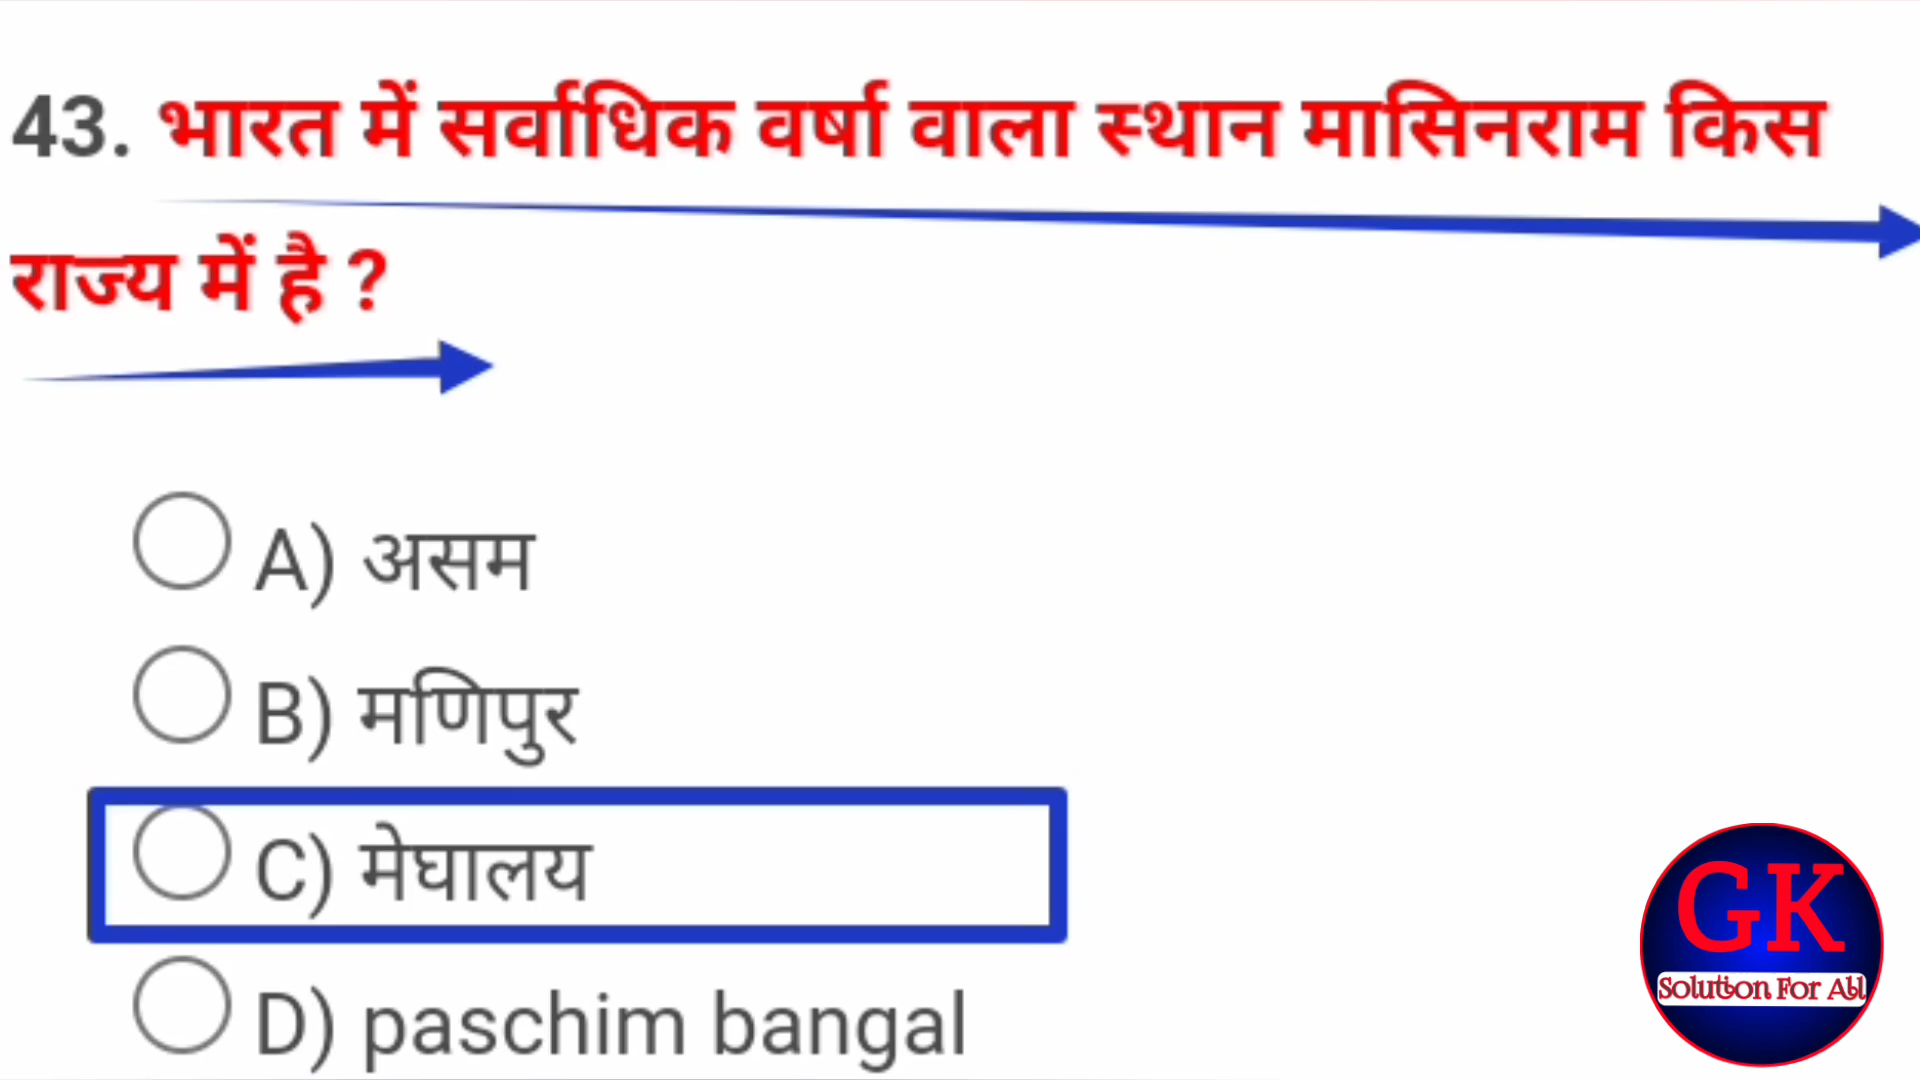 43. भारत में सर्वाधिक वर्षा वाला स्थान मासिनराम किस
राज्य में है ?
A) असम
B) मणिपुर
C) मेघालय
D) paschim bangal
GK
Solution For All